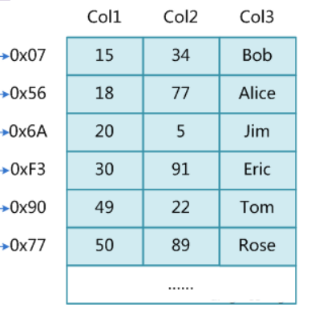 Col1 Col2 Col3
0x07 15 34 Bob
0x56 18 77 Alice
0x6A 20 5 Jim
0xF3 30 91 Eric
0x90 49 22 Tom
0x77 50 89 Rose
......